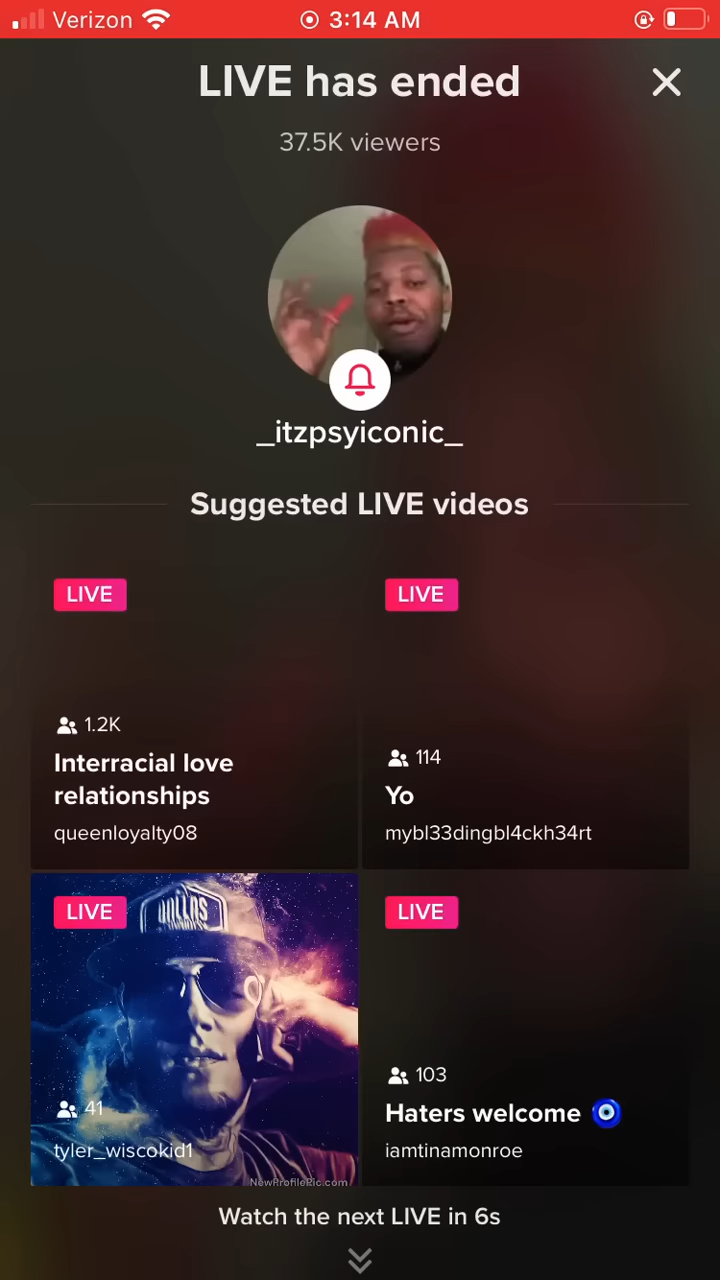 Verizon 3:14 AM
LIVE has ended
37.5K viewers
_itzpsyiconic_
Suggested LIVE videos
LIVE
1.2K
Interracial love
relationships
queenloyalty08
LIVE
114
Yo
mybl33dingbl4ckh34rt
LIVE
41
tyler_wiscokid1
NewProfilePic.com
LIVE
103
Haters welcome 🧿
iamtinamonroe
Watch the next LIVE in 6s